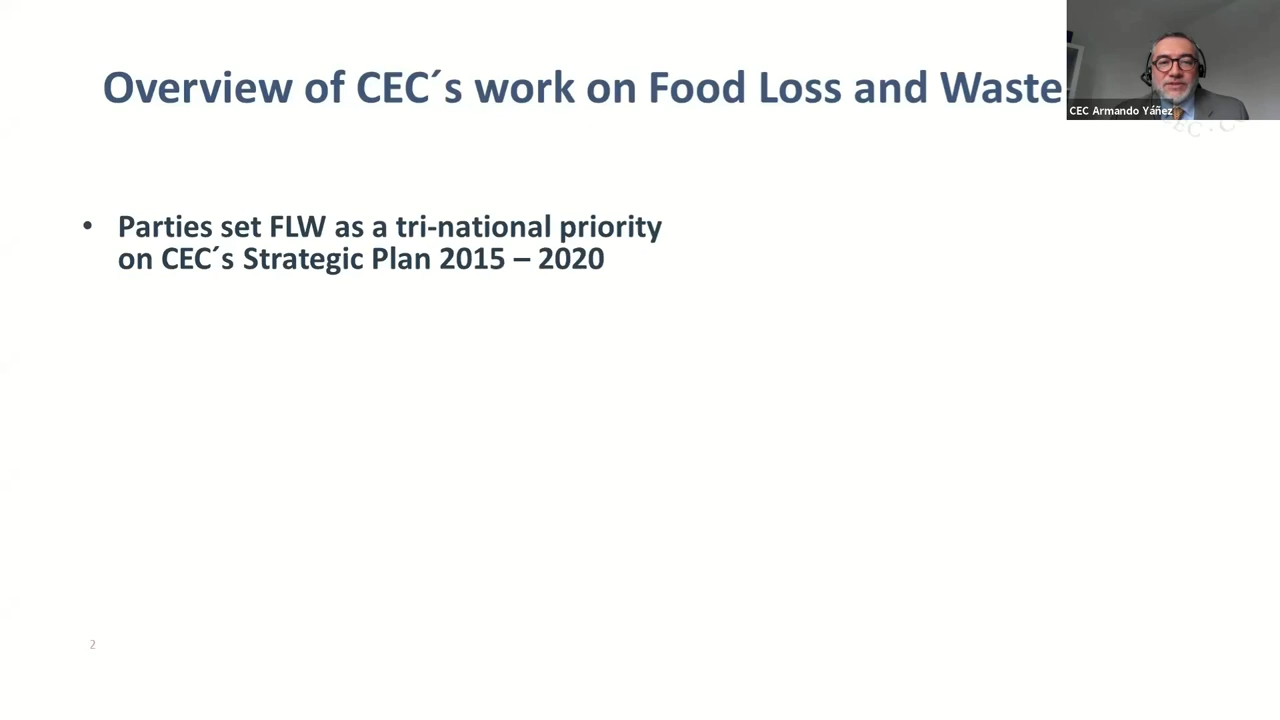 Overview of CEC´s work on Food Loss and Waste
CEC Armando Yáñez
• Parties set FLW as a tri-national priority
on CEC´s Strategic Plan 2015 – 2020
2